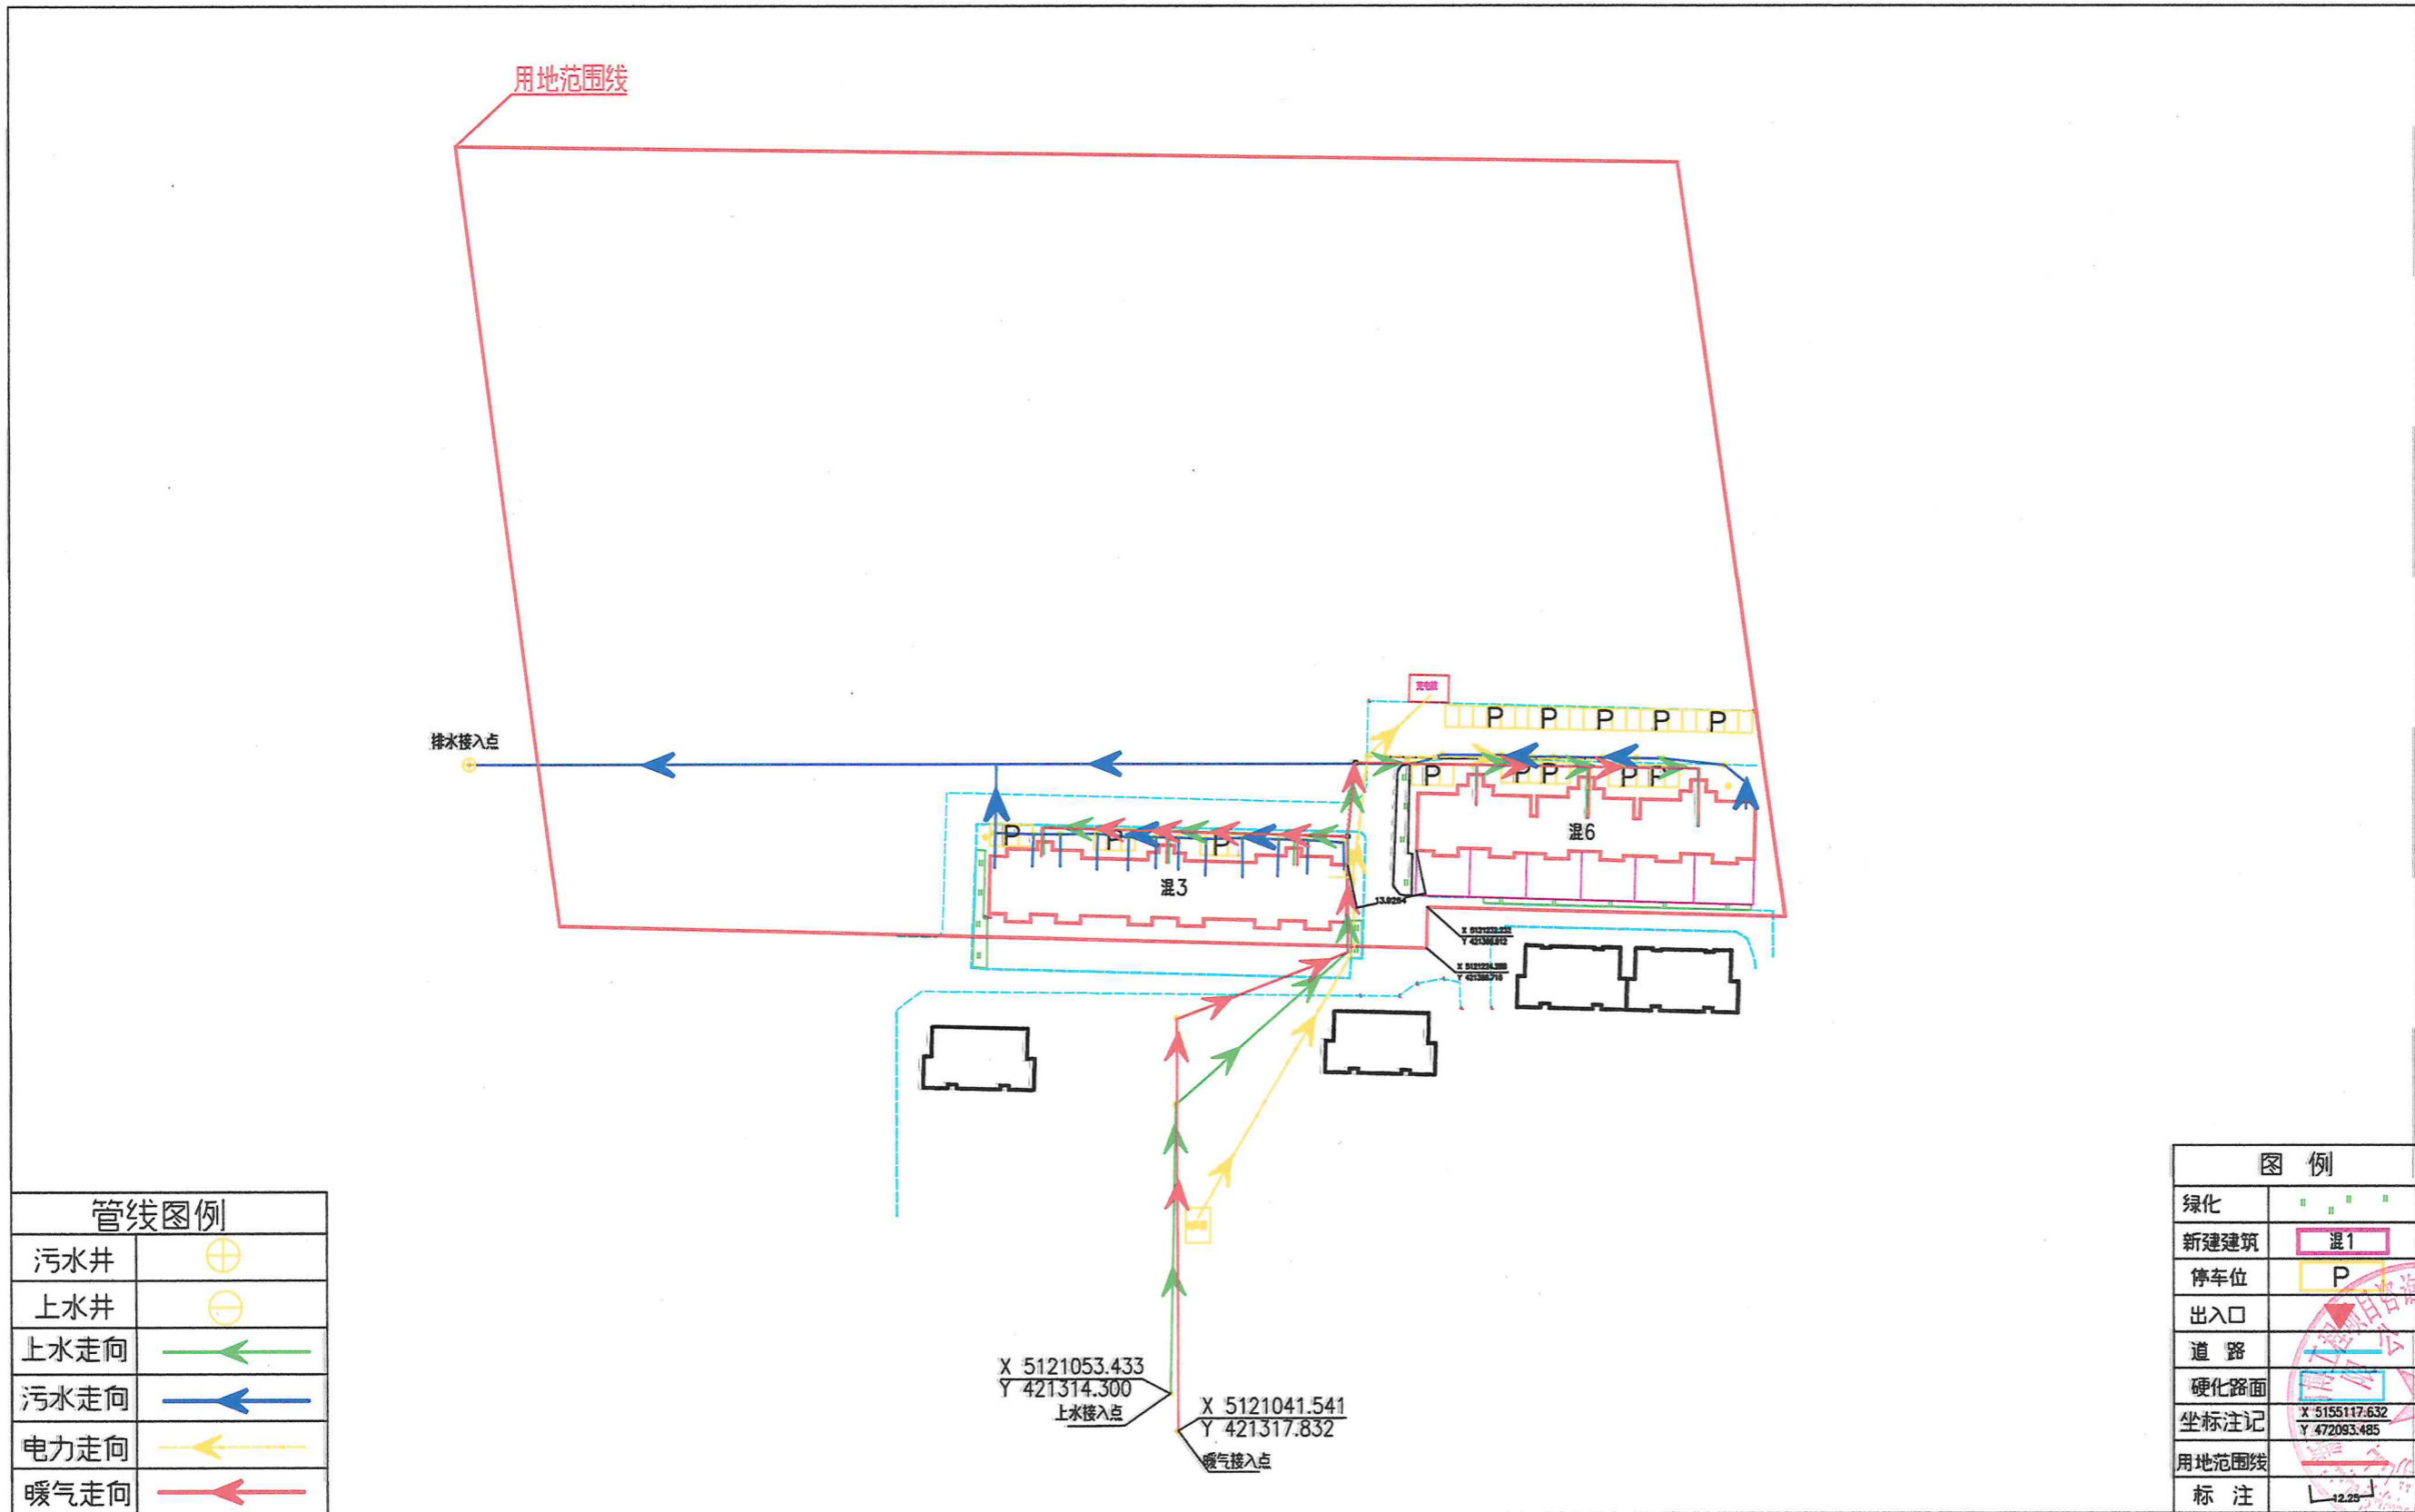 用地范围线
排水接入点
P P P P P
P P P P
混6
P P P
混3
13.9264
X 5121053.433
Y 421314.300
上水接入点
X 5121041.541
Y 421317.832
暖气接入点
管线图例
污水井
上水井
上水走向
污水走向
电力走向
暖气走向
图 例
绿化
新建建筑 混1
停车位 P
出入口
道 路
硬化路面
坐标注记 X 5155117.632
Y 472093.485
用地范围线
标 注 12.25